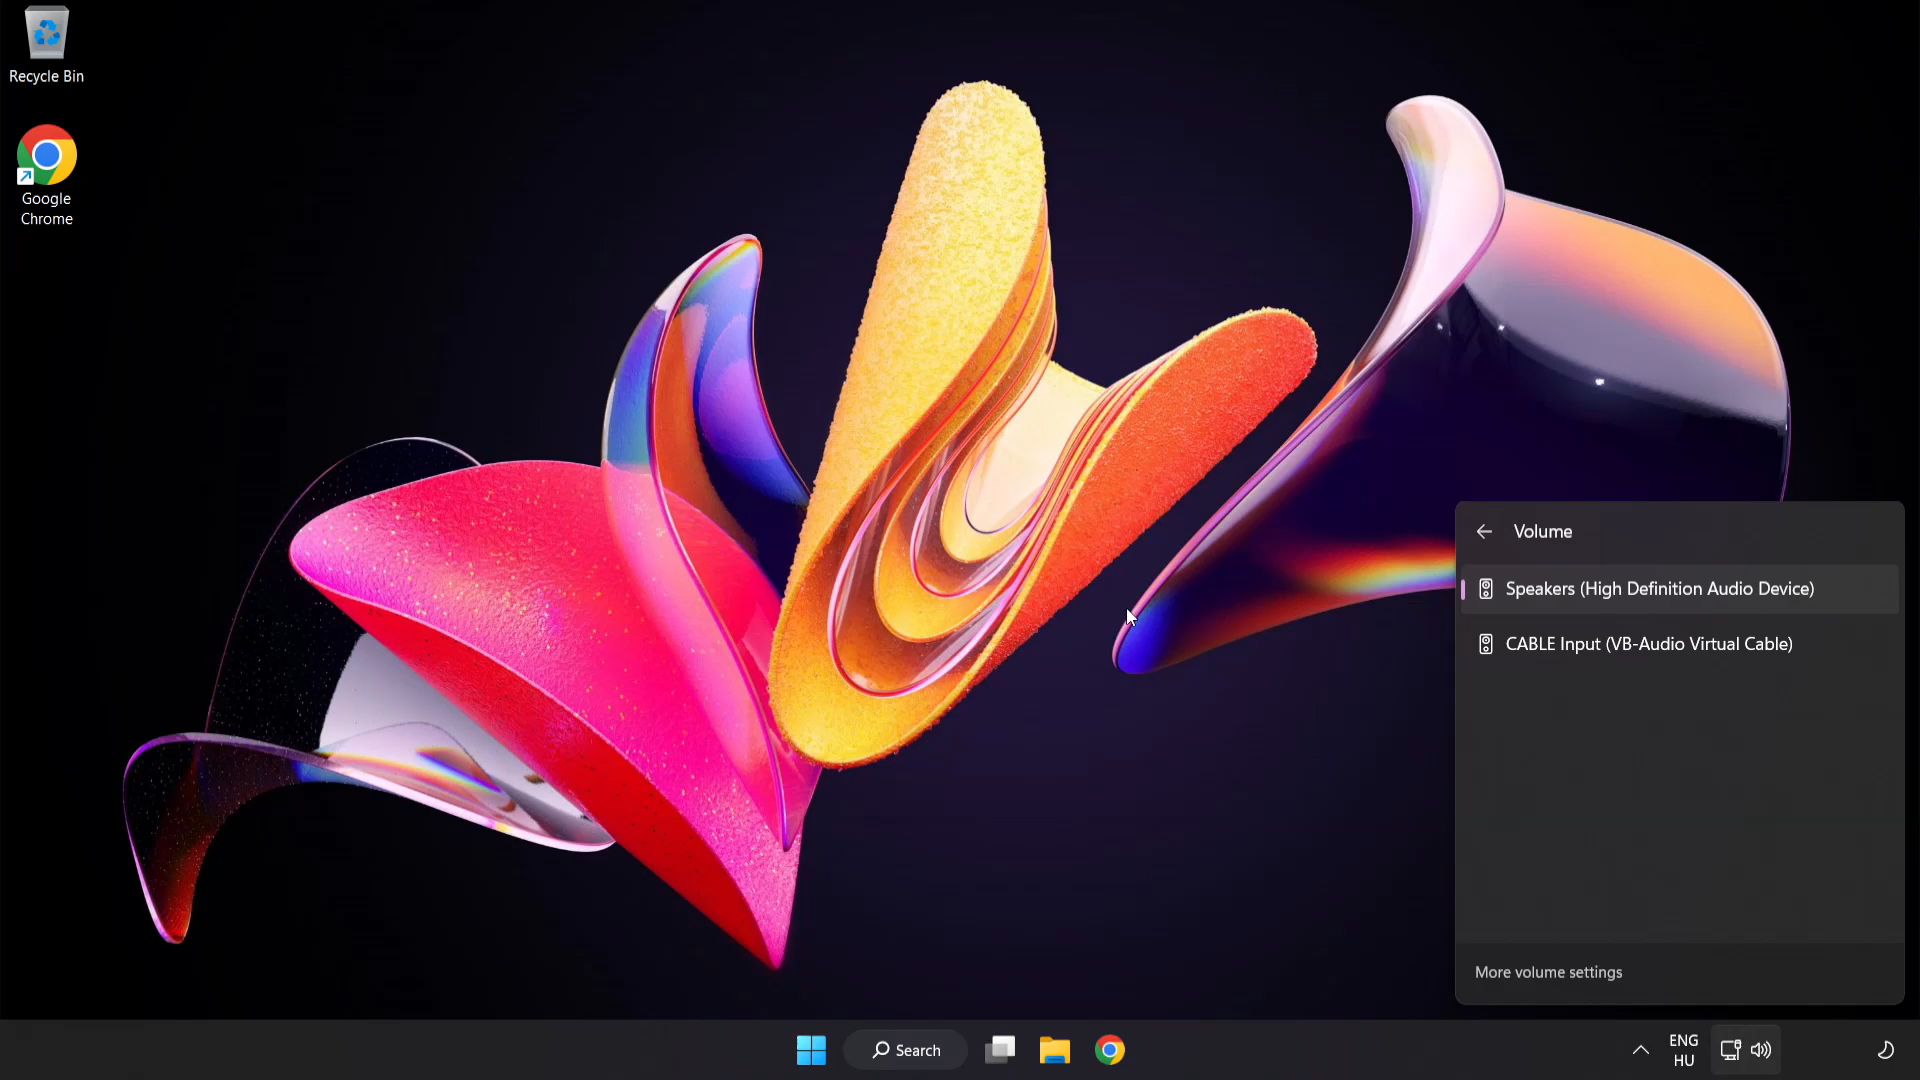 Recycle Bin
Google
Chrome
Volume
Speakers (High Definition Audio Device)
CABLE Input (VB-Audio Virtual Cable)
More volume settings
Search
ENG
HU